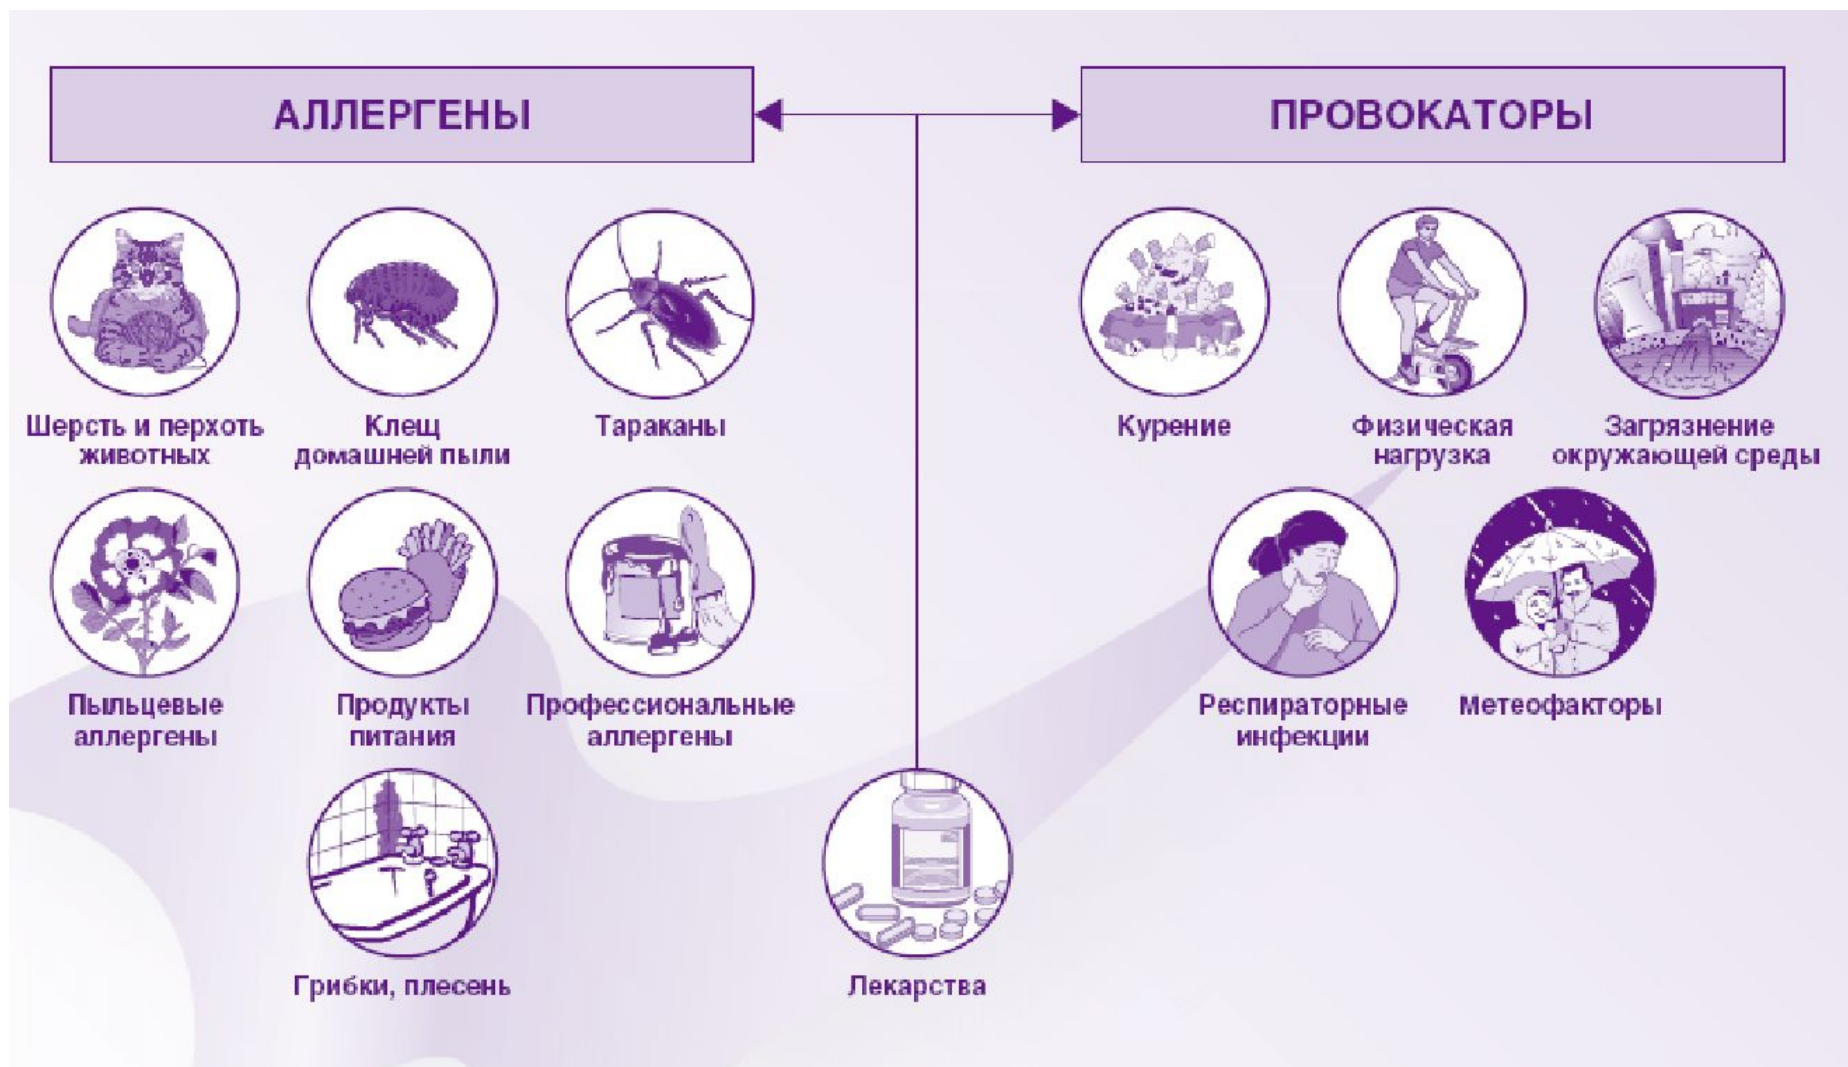 АЛЛЕРГЕНЫ
ПРОВОКАТОРЫ
Шерсть и перхоть
животных
Клещ
домашней пыли
Тараканы
Курение
Физическая
нагрузка
Загрязнение
окружающей среды
Пыльцевые
аллергены
Продукты
питания
Профессиональные
аллергены
Респираторные
инфекции
Метеофакторы
Грибки, плесень
Лекарства